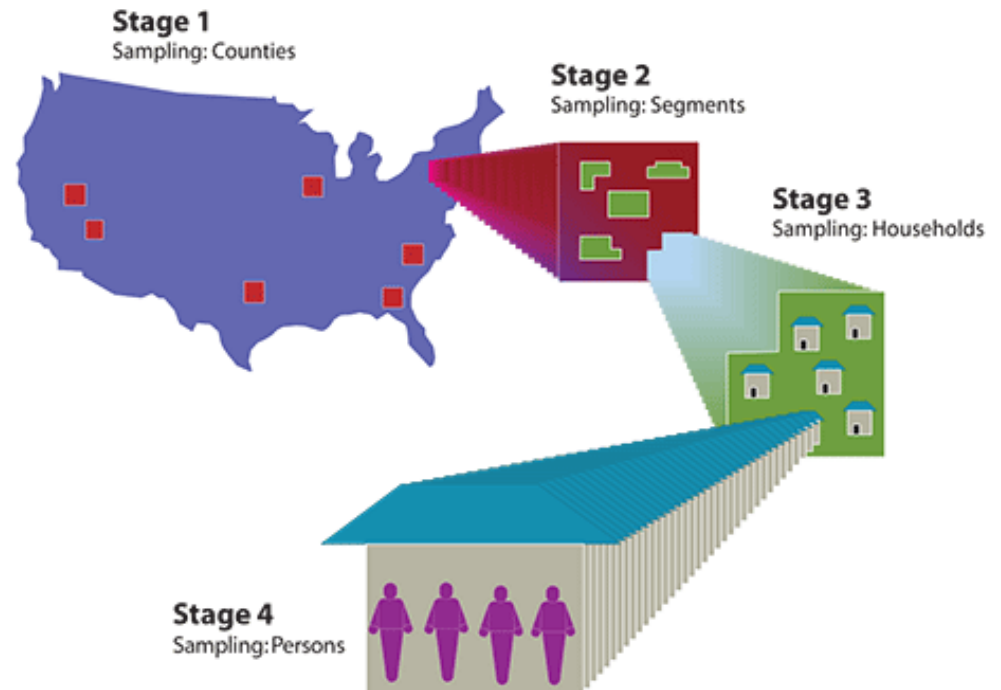 Stage 1
Sampling: Counties
Stage 2
Sampling: Segments
Stage 3
Sampling: Households
Stage 4
Sampling: Persons